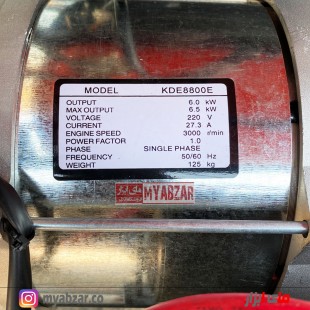 MODEL KDE8800E
OUTPUT 6.0 kW
MAX OUTPUT 6.5 kW
VOLTAGE 220 V
CURRENT 27.3 A
ENGINE SPEED 3000 r/min
POWER FACTOR 1.0
PHASE SINGLE PHASE
FREQUENCY 50/60 Hz
WEIGHT 125 kg
MYABZAR
myabzar.co